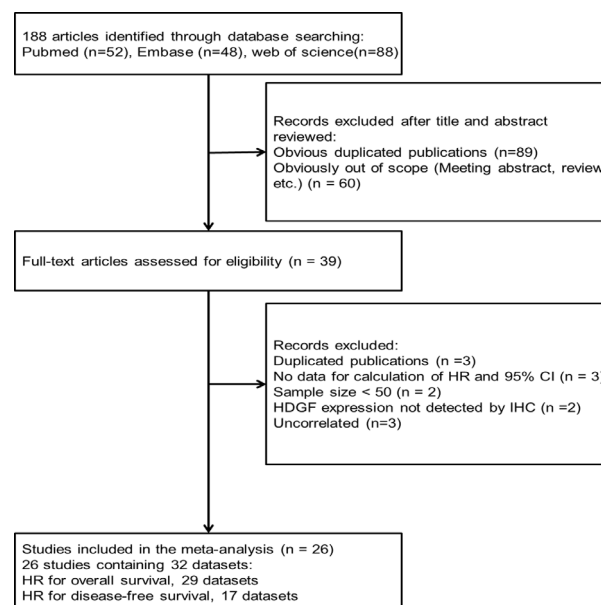 188 articles identified through database searching:
Pubmed (n=52), Embase (n=48), web of science(n=88)
Records excluded after title and abstract
reviewed:
Obvious duplicated publications (n=89)
Obviously out of scope (Meeting abstract, review
etc.) (n = 60)
Full-text articles assessed for eligibility (n = 39)
Records excluded:
Duplicated publications (n =3)
No data for calculation of HR and 95% CI (n = 3)
Sample size < 50 (n = 2)
HDGF expression not detected by IHC (n =2)
Uncorrelated (n=3)
Studies included in the meta-analysis (n = 26)
26 studies containing 32 datasets:
HR for overall survival, 29 datasets
HR for disease-free survival, 17 datasets